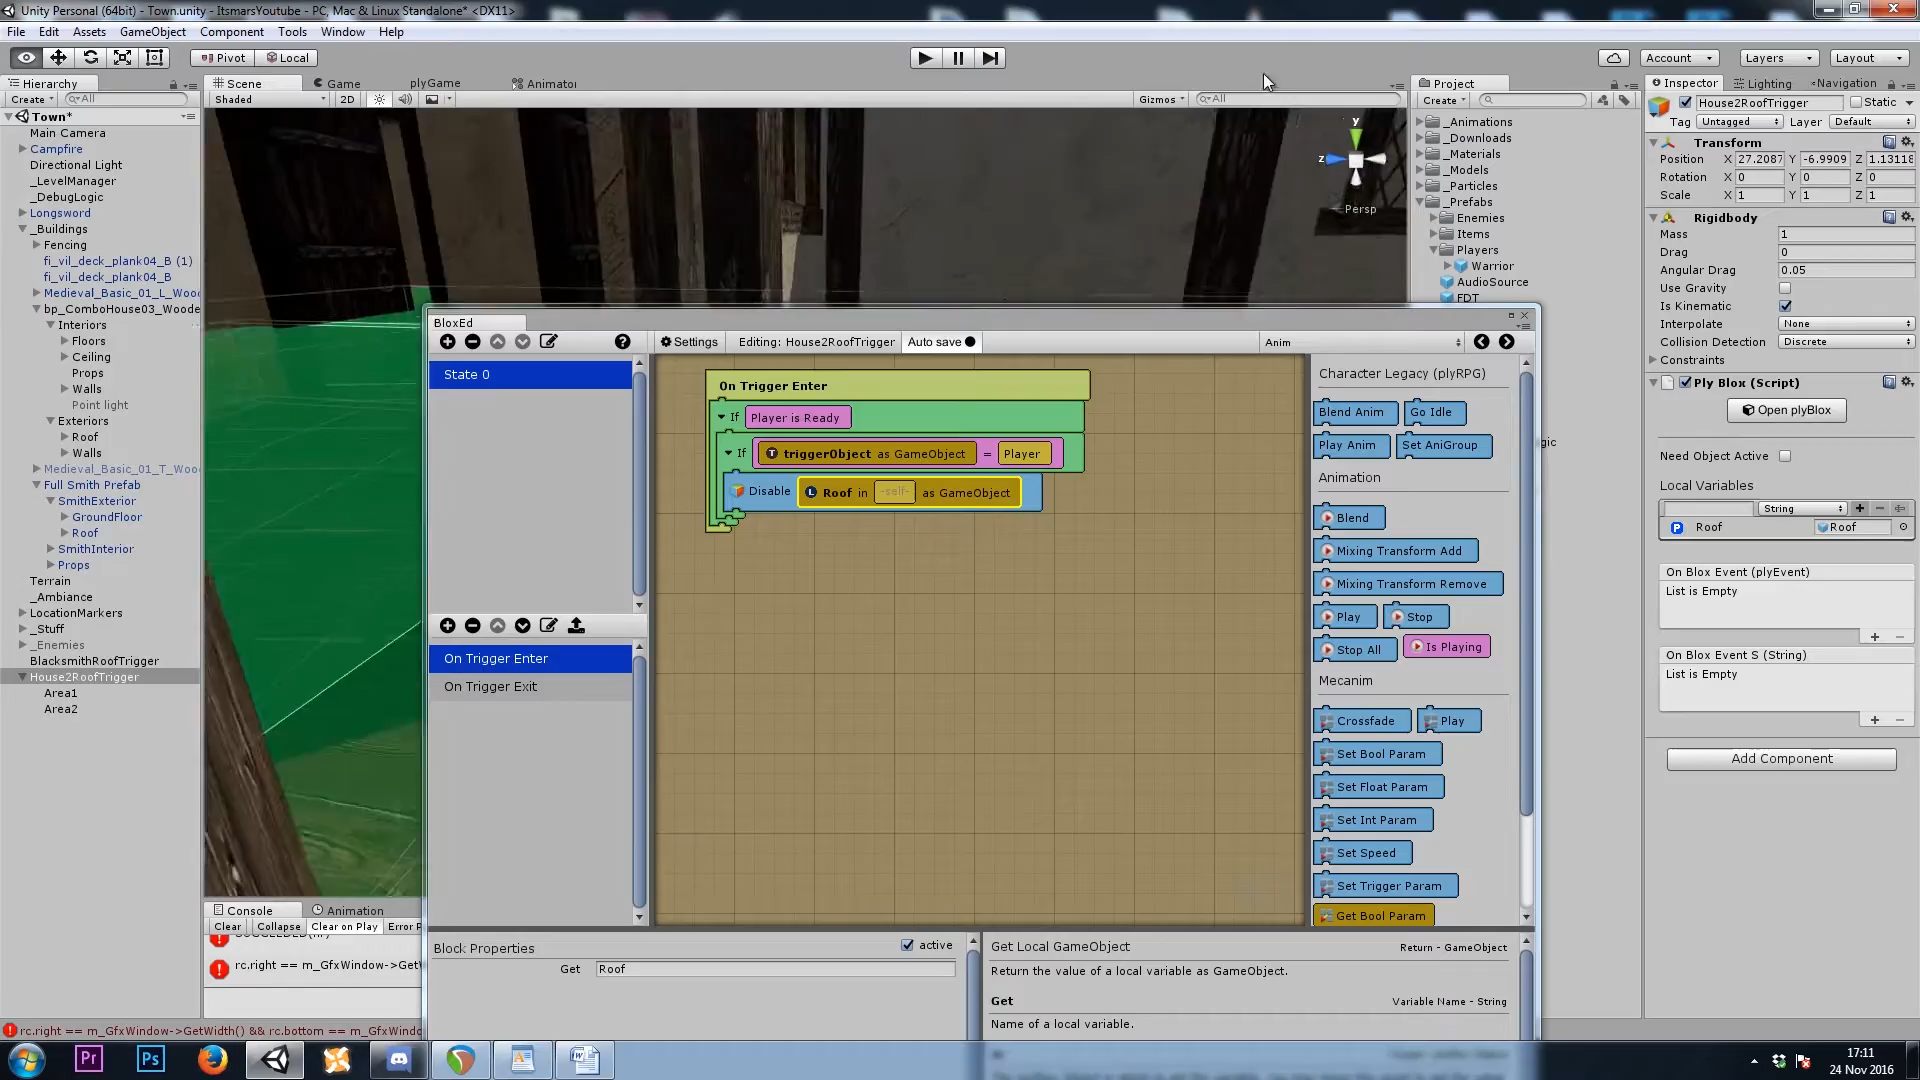 Unity Personal (64bit) - Town.unity - ItsmarsYoutube - PC, Mac & Linux Standalone* <DX11>
File Edit Assets GameObject Component Tools Window Help
Pivot Local Account Layers Layout
Hierarchy
Create All
Town*
Main Camera
Campfire
Directional Light
_LevelManager
_DebugLogic
Longsword
_Buildings
Fencing
fi_vil_deck_plank04_B (1)
fi_vil_deck_plank04_B
Medieval_Basic_01_L_Wood
bp_ComboHouse03_Woode
Interiors
Floors
Ceiling
Props
Walls
Point light
Exteriors
Roof
Walls
Medieval_Basic_01_T_Woo
Full Smith Prefab
SmithExterior
GroundFloor
Roof
SmithInterior
Props
Terrain
_Ambiance
LocationMarkers
_Stuff
_Enemies
BlacksmithRoofTrigger
House2RoofTrigger
Area1
Area2
Scene Game plyGame Animator
Shaded 2D Gizmos All
y
z
Persp
Project
Create
_Animations
_Downloads
_Materials
_Models
_Particles
_Prefabs
Enemies
Items
Players
Warrior
AudioSource
FDT
gic
Inspector Lighting Navigation
House2RoofTrigger Static
Tag Untagged Layer Default
Transform
Position X 27.2087 Y -6.9909 Z 1.13118
Rotation X 0 Y 0 Z 0
Scale X 1 Y 1 Z 1
Rigidbody
Mass 1
Drag 0
Angular Drag 0.05
Use Gravity
Is Kinematic
Interpolate None
Collision Detection Discrete
Constraints
Ply Blox (Script)
Open plyBlox
Need Object Active
Local Variables
String
P Roof Roof
On Blox Event (plyEvent)
List is Empty
On Blox Event S (String)
List is Empty
Add Component
BloxEd
Settings Editing: House2RoofTrigger Auto save Anim
State 0
On Trigger Enter
On Trigger Exit
On Trigger Enter
If Player is Ready
If T triggerObject as GameObject = Player
Disable L Roof in -self- as GameObject
Character Legacy (plyRPG)
Blend Anim Go Idle
Play Anim Set AniGroup
Animation
Blend
Mixing Transform Add
Mixing Transform Remove
Play Stop
Stop All Is Playing
Mecanim
Crossfade Play
Set Bool Param
Set Float Param
Set Int Param
Set Speed
Set Trigger Param
Get Bool Param
Block Properties active
Get Roof
Get Local GameObject Return - GameObject
Return the value of a local variable as GameObject.
Get Variable Name - String
Name of a local variable.
Console Animation
Clear Collapse Clear on Play Error P
rc.right == m_GfxWindow->GetW
rc.right == m_GfxWindow->GetWidth() && rc.bottom == m_GfxWindo
Pr Ps W
17:11
24 Nov 2016